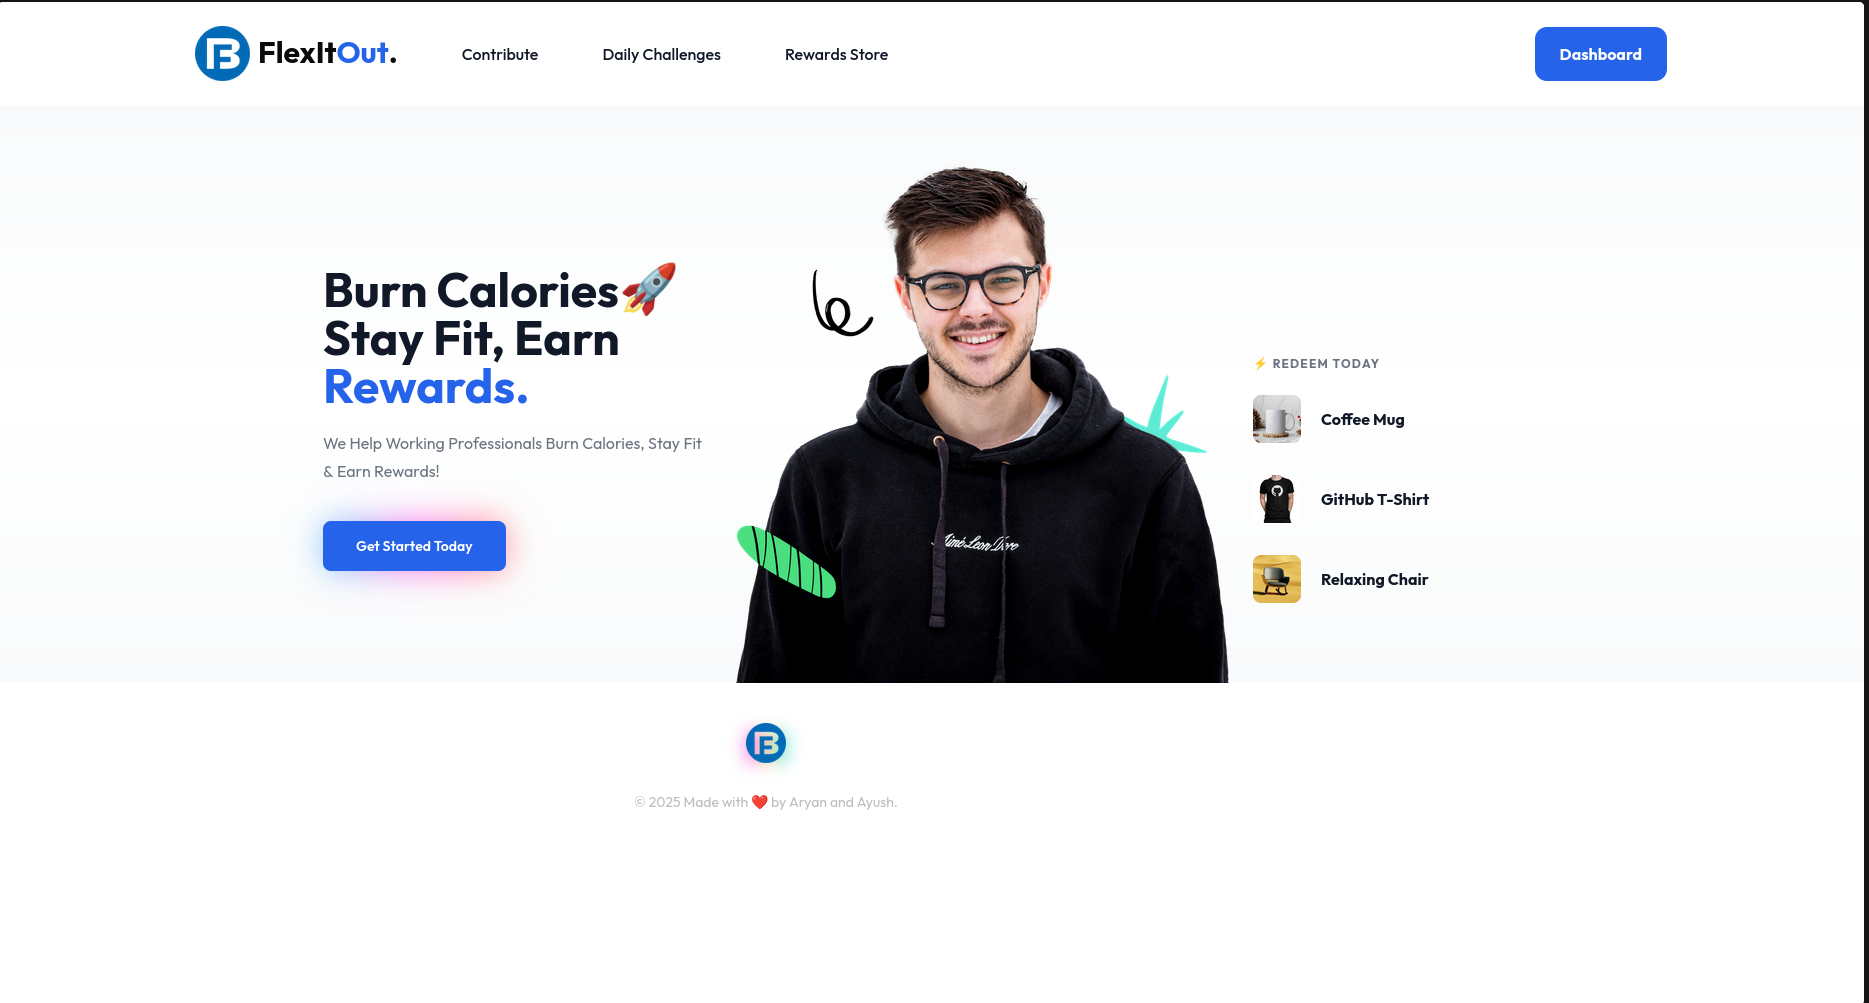 FlexItOut.
Contribute
Daily Challenges
Rewards Store
Dashboard
Burn Calories🚀
Stay Fit, Earn
Rewards.
We Help Working Professionals Burn Calories, Stay Fit
& Earn Rewards!
Get Started Today
Aimé Leon Dore
⚡ REDEEM TODAY
Coffee Mug
GitHub T-Shirt
Relaxing Chair
© 2025 Made with ❤️ by Aryan and Ayush.